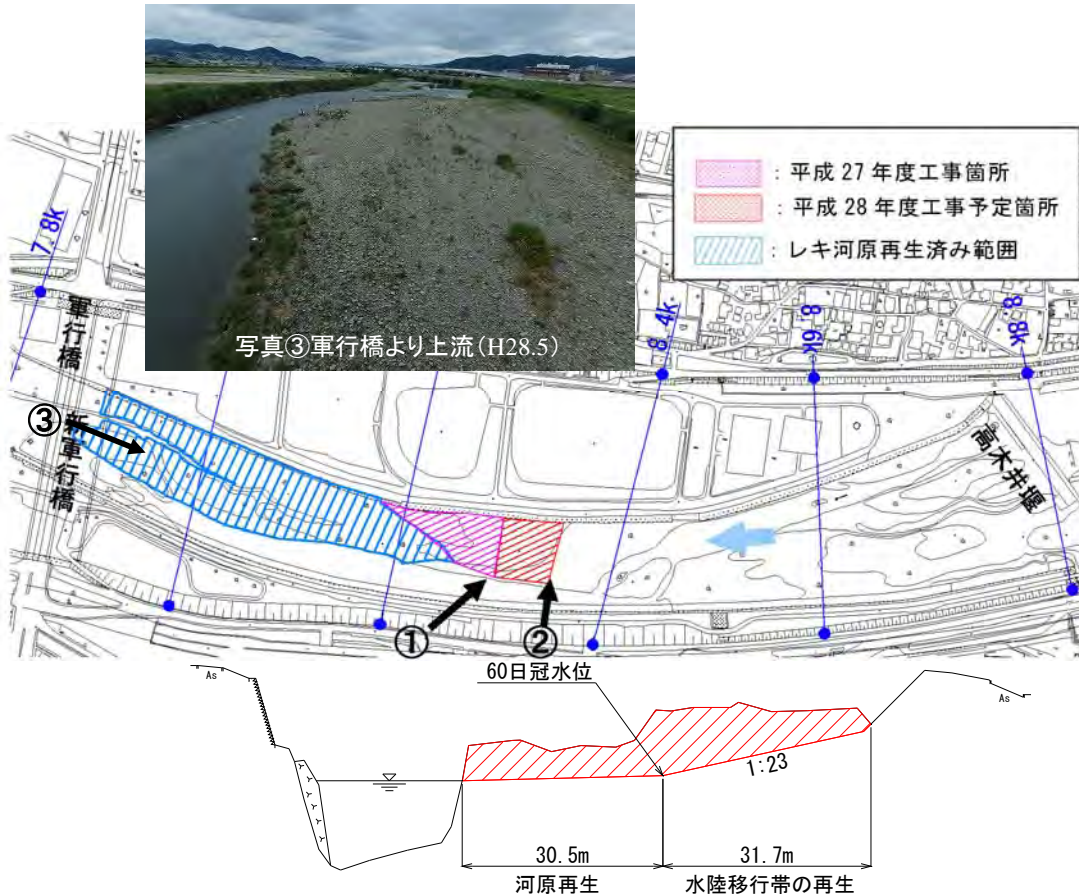 写真③軍行橋より上流(H28.5)
: 平成 27 年度工事箇所
: 平成 28 年度工事予定箇所
: レキ河原再生済み範囲
7.8k
軍行橋
8.4k
8.6k
8.8k
③
新軍行橋
高木井堰
①
②
60日冠水位
As
As
1:23
30.5m
31.7m
河原再生
水陸移行帯の再生